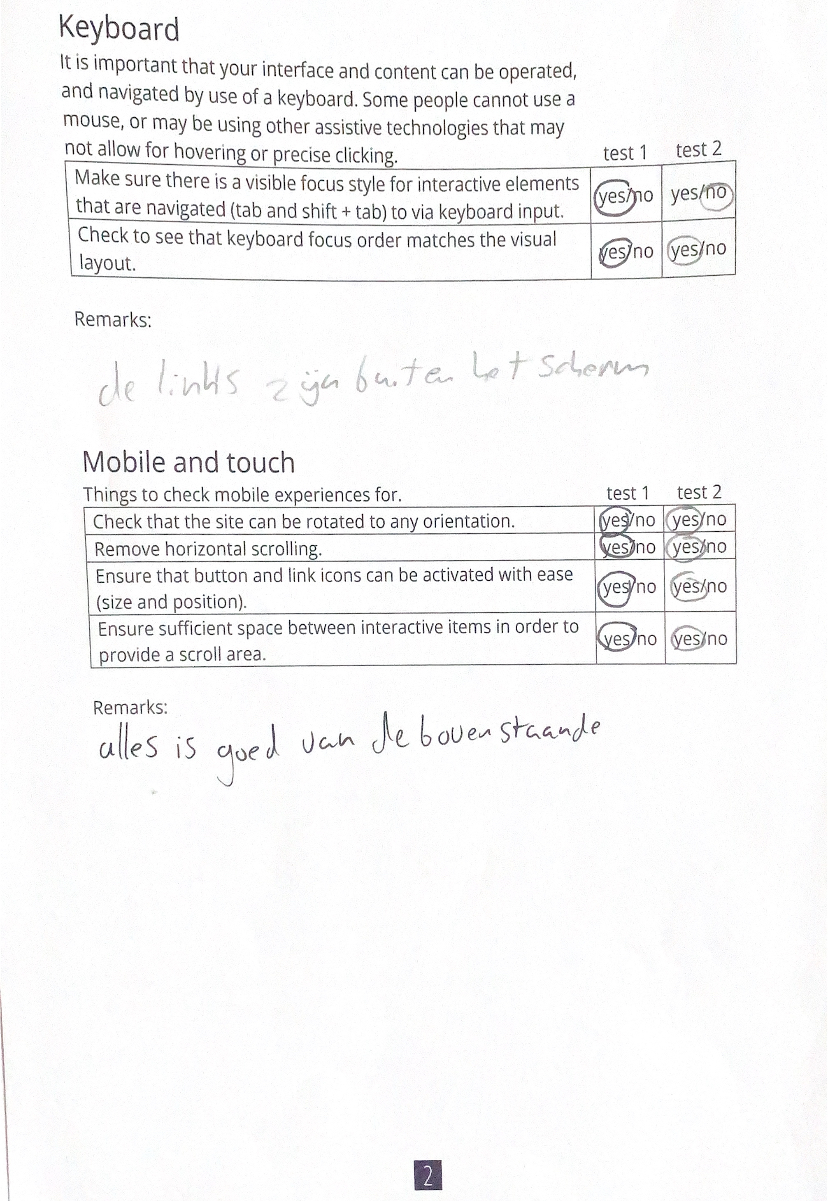 Keyboard
It is important that your interface and content can be operated,
and navigated by use of a keyboard. Some people cannot use a
mouse, or may be using other assistive technologies that may
not allow for hovering or precise clicking. test 1 test 2
Make sure there is a visible focus style for interactive elements
that are navigated (tab and shift + tab) to via keyboard input. yes/no yes/no
Check to see that keyboard focus order matches the visual
layout. yes/no yes/no
Remarks:
de links zijn buiten het scherm
Mobile and touch
Things to check mobile experiences for. test 1 test 2
Check that the site can be rotated to any orientation. yes/no yes/no
Remove horizontal scrolling. yes/no yes/no
Ensure that button and link icons can be activated with ease
(size and position). yes/no yes/no
Ensure sufficient space between interactive items in order to
provide a scroll area. yes/no yes/no
Remarks:
alles is goed van de bovenstaande
2